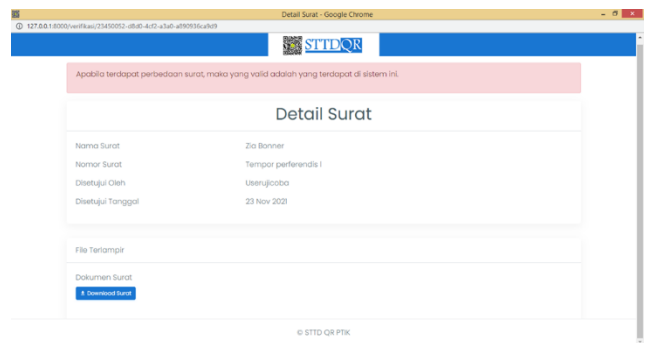 Detail Surat - Google Chrome
127.0.0.1:8000/verifikasi/23450052-d8d0-4cf2-a3a0-a890936ca9d9
STTDQR
Apabila terdapat perbedaan surat, maka yang valid adalah yang terdapat di sistem ini.
Detail Surat
Nama Surat Zia Bonner
Nomor Surat Tempor perferendis l
Disetujui Oleh Userujicoba
Disetujui Tanggal 23 Nov 2021
File Terlampir
Dokumen Surat
Download Surat
© STTD QR PTIK